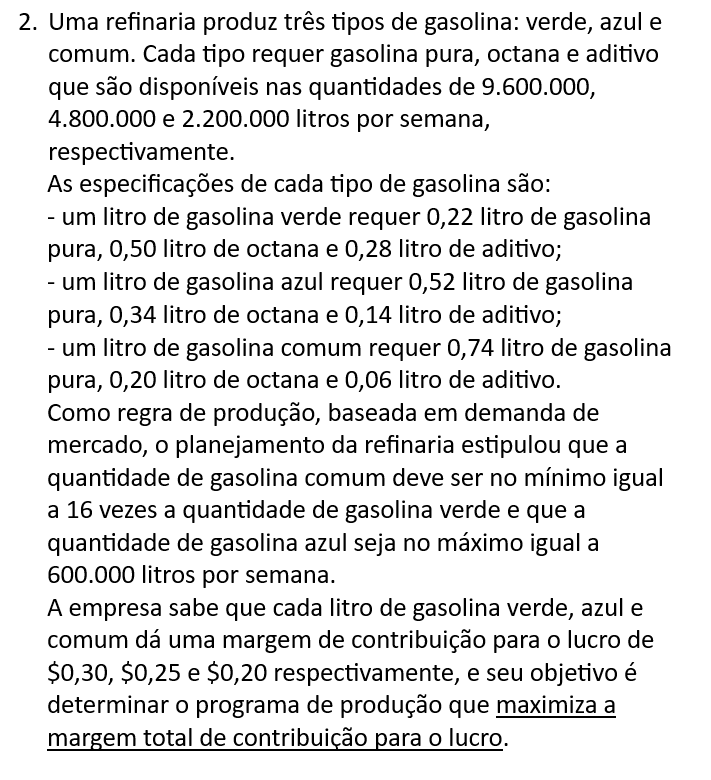 2. Uma refinaria produz três tipos de gasolina: verde, azul e
comum. Cada tipo requer gasolina pura, octana e aditivo
que são disponíveis nas quantidades de 9.600.000,
4.800.000 e 2.200.000 litros por semana,
respectivamente.
As especificações de cada tipo de gasolina são:
- um litro de gasolina verde requer 0,22 litro de gasolina
pura, 0,50 litro de octana e 0,28 litro de aditivo;
- um litro de gasolina azul requer 0,52 litro de gasolina
pura, 0,34 litro de octana e 0,14 litro de aditivo;
- um litro de gasolina comum requer 0,74 litro de gasolina
pura, 0,20 litro de octana e 0,06 litro de aditivo.
Como regra de produção, baseada em demanda de
mercado, o planejamento da refinaria estipulou que a
quantidade de gasolina comum deve ser no mínimo igual
a 16 vezes a quantidade de gasolina verde e que a
quantidade de gasolina azul seja no máximo igual a
600.000 litros por semana.
A empresa sabe que cada litro de gasolina verde, azul e
comum dá uma margem de contribuição para o lucro de
$0,30, $0,25 e $0,20 respectivamente, e seu objetivo é
determinar o programa de produção que maximiza a
margem total de contribuição para o lucro.